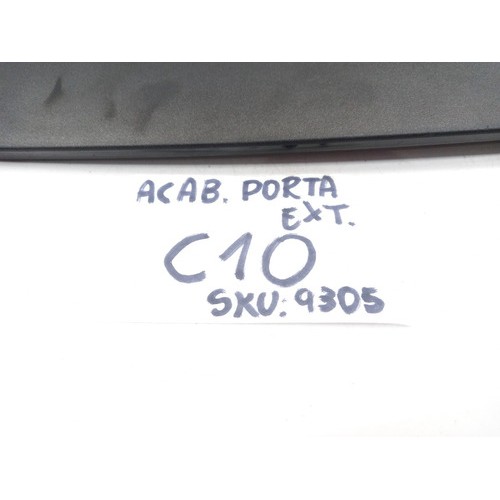 ACAB. PORTA
EXT.
C10
SKU: 9305